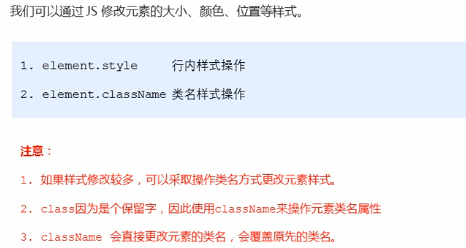 我们可以通过 JS 修改元素的大小、颜色、位置等样式。
1. element.style 行内样式操作
2. element.className 类名样式操作
注意：
1. 如果样式修改较多，可以采取操作类名方式更改元素样式。
2. class因为是个保留字，因此使用className来操作元素类名属性
3. className 会直接更改元素的类名，会覆盖原先的类名。